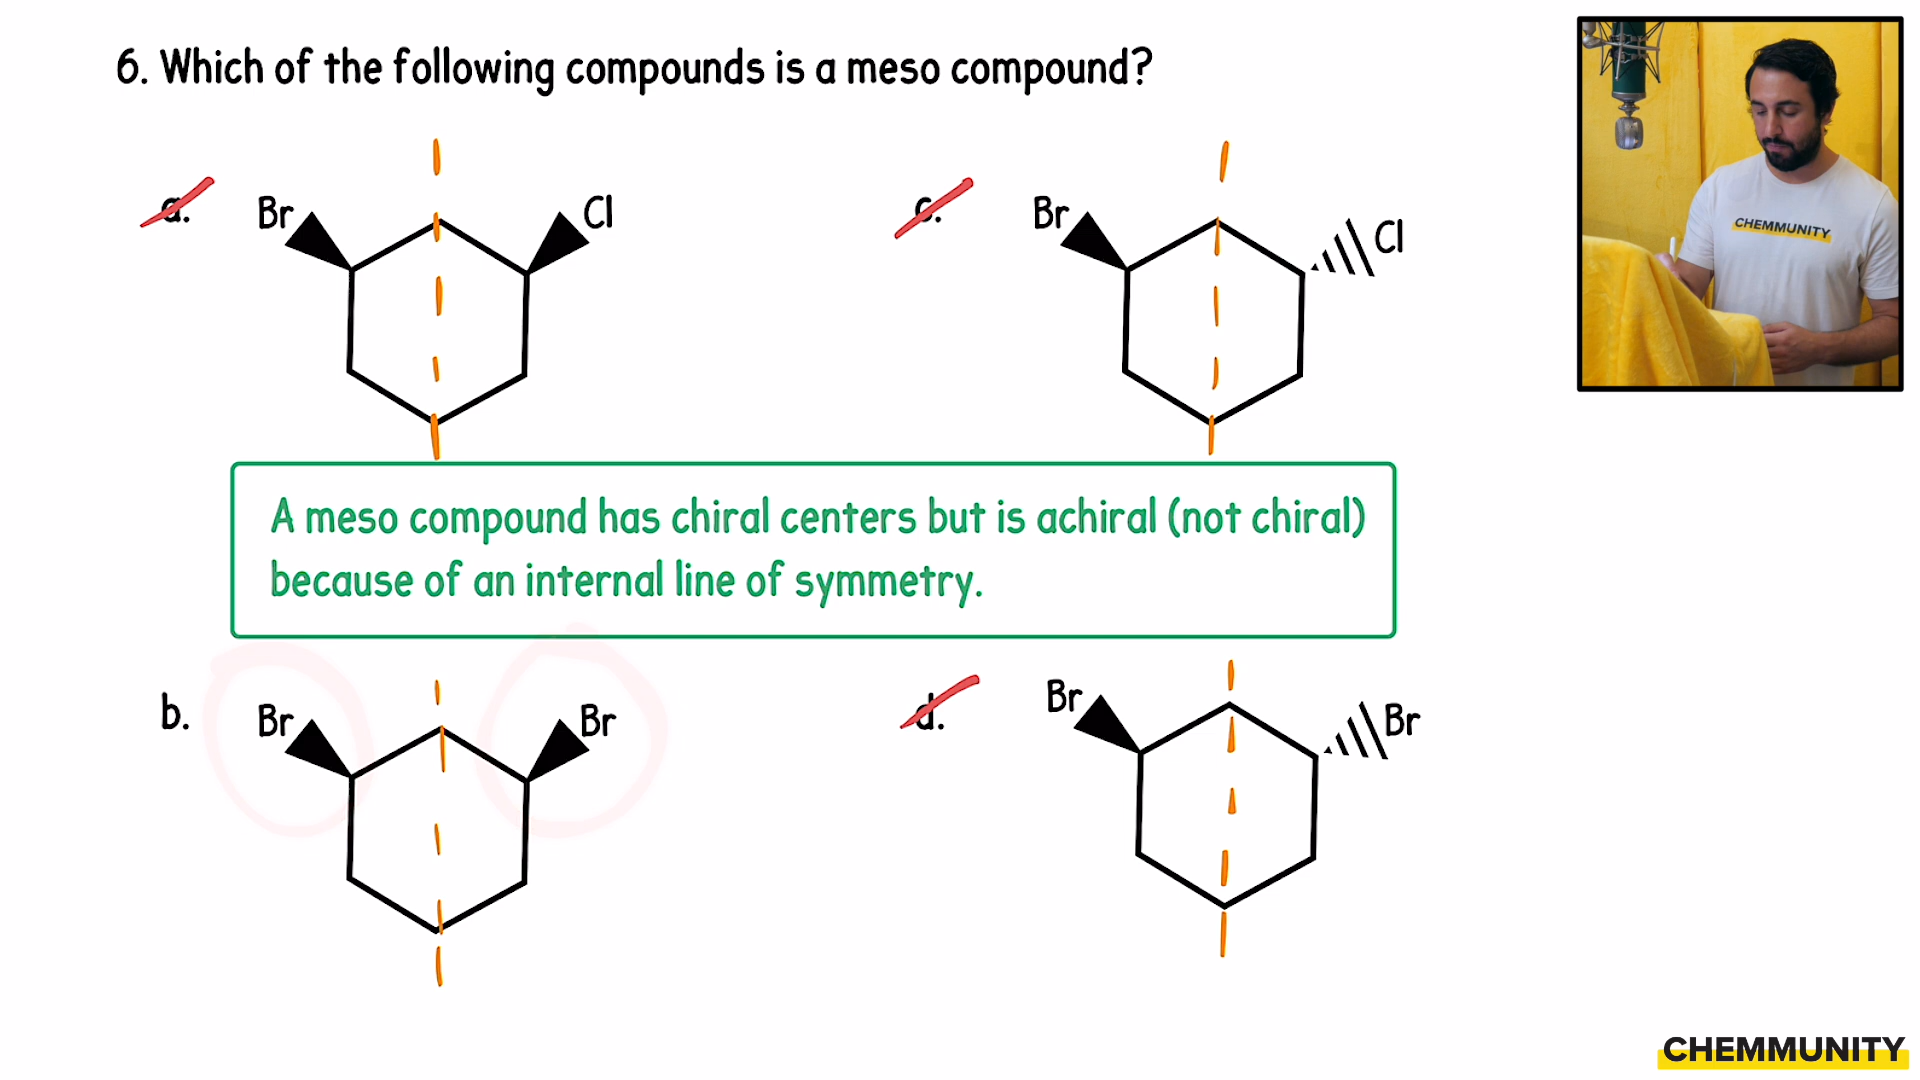 6. Which of the following compounds is a meso compound?
a.
Br
Cl
c.
Br
Cl
A meso compound has chiral centers but is achiral (not chiral)
because of an internal line of symmetry.
b.
Br
Br
d.
Br
Br
CHEMMUNITY
CHEMMUNITY